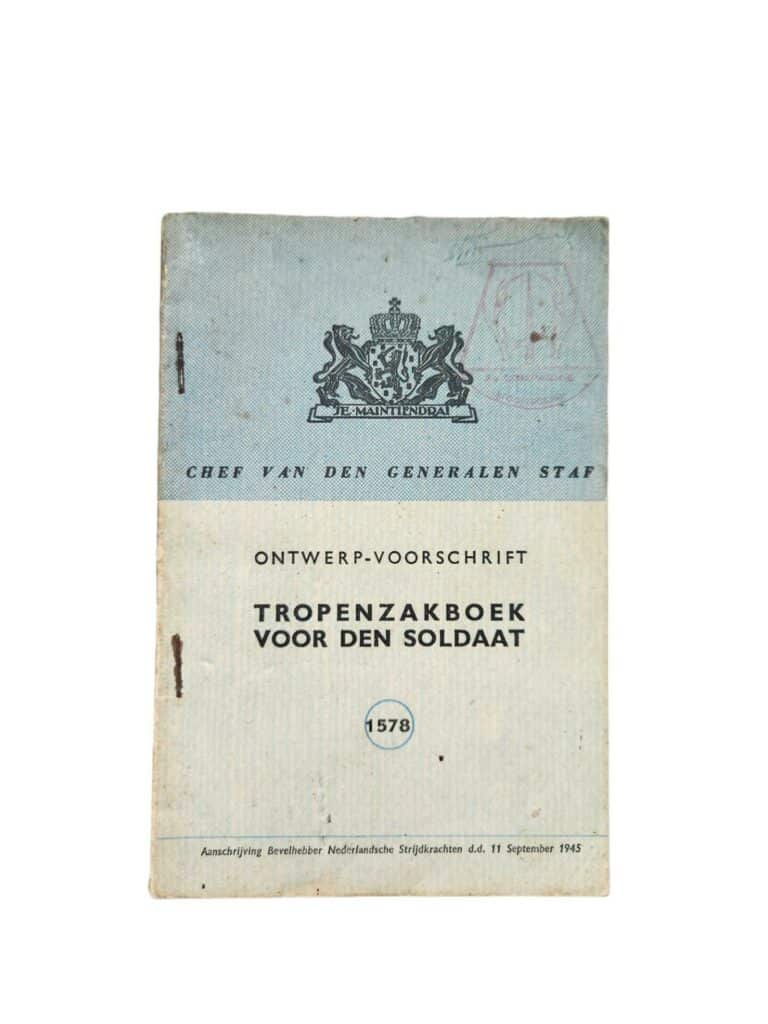 JE·MAINTIENDRAI
CHEF VAN DEN GENERALEN STAF
ONTWERP-VOORSCHRIFT
TROPENZAKBOEK
VOOR DEN SOLDAAT
1578
Aanschrijving Bevelhebber Nederlandsche Strijdkrachten d.d. 11 September 1945